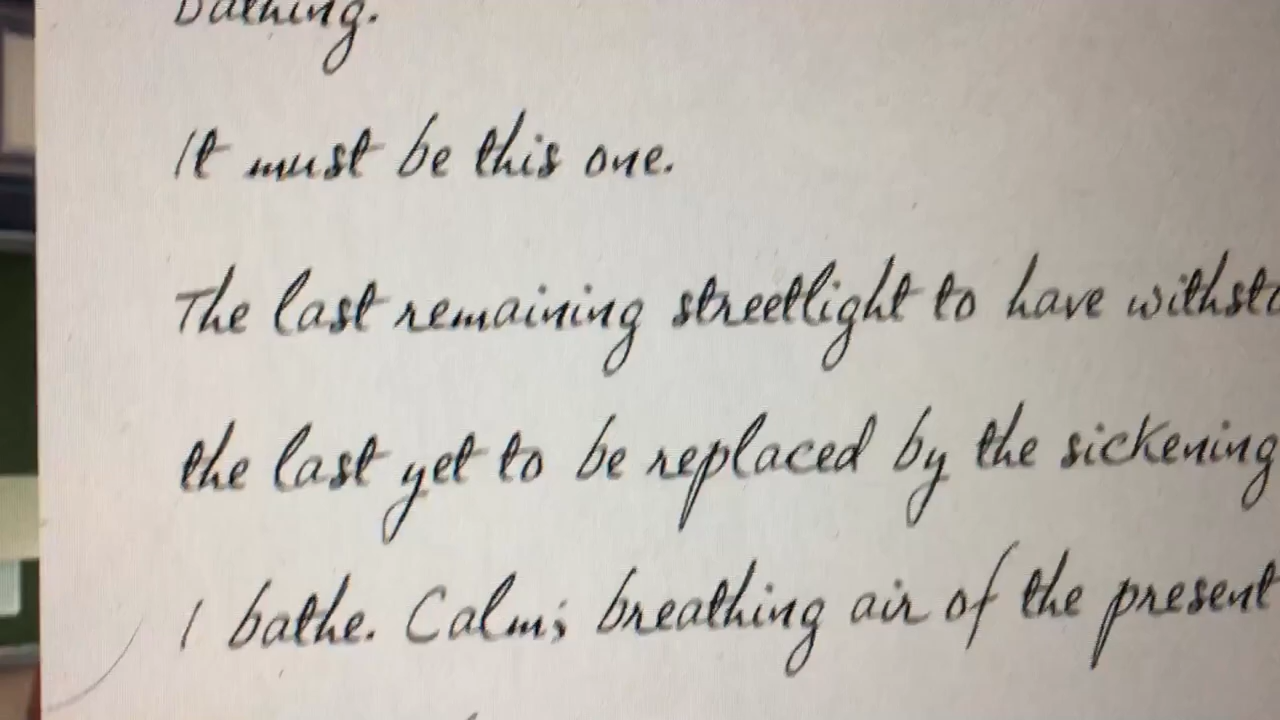 Bathing.
It must be this one.
The last remaining streetlight to have
the last yet to be replaced by the sickening
I bathe. Calm; breathing air of the present